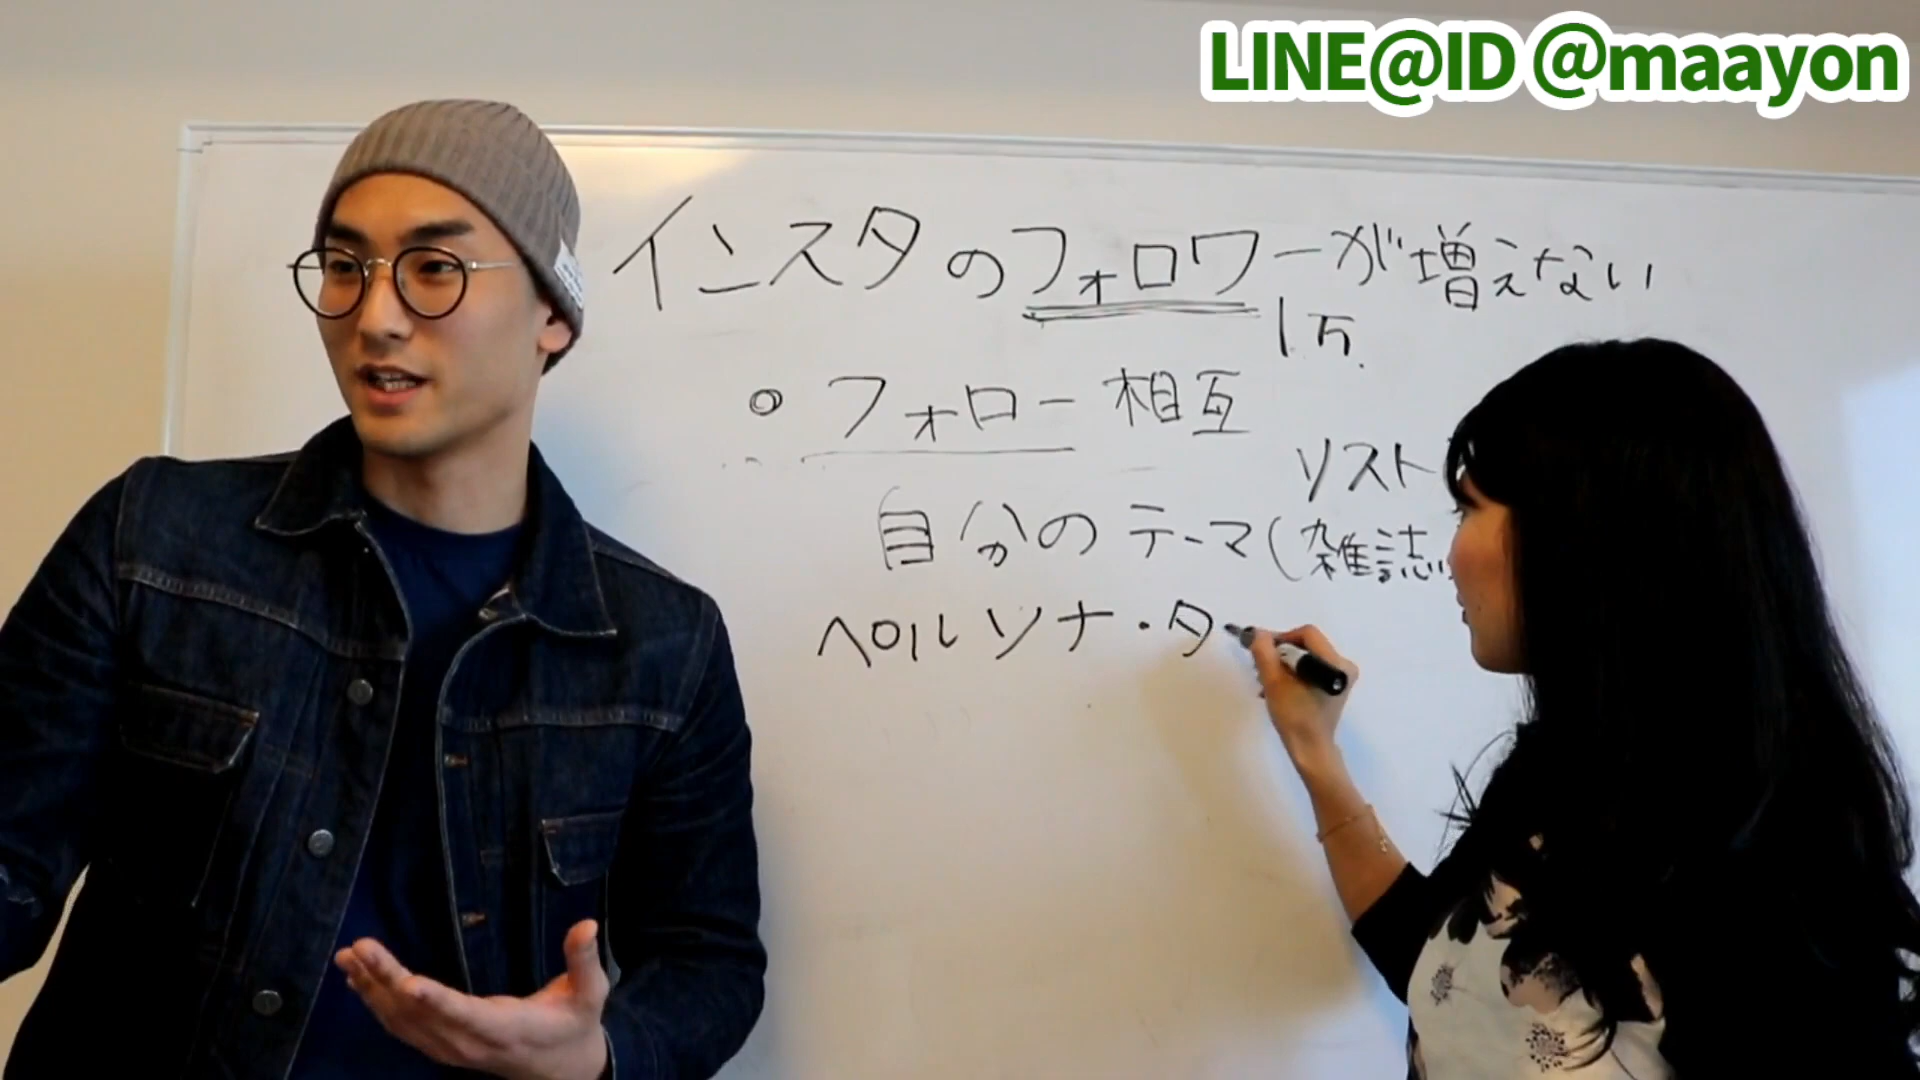 LINE@ID @maayon
インスタのフォロワーが増えない
1万
フォロー相互
リスト
自分のテーマ(雑誌
ペルソナ・タ